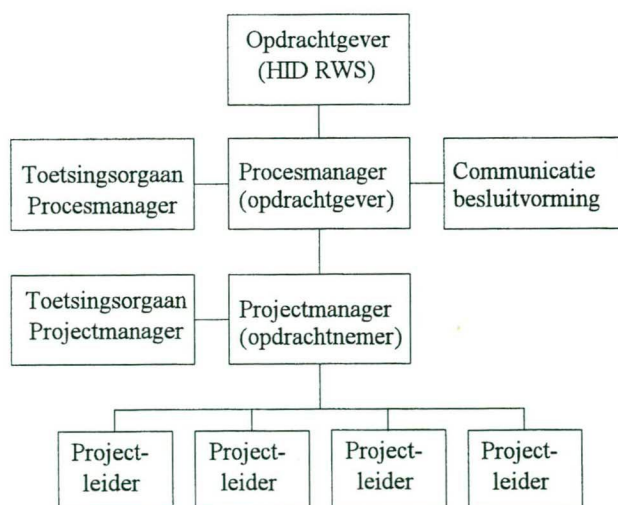 Opdrachtgever
(HID RWS)
Toetsingsorgaan
Procesmanager
Procesmanager
(opdrachtgever)
Communicatie
besluitvorming
Toetsingsorgaan
Projectmanager
Projectmanager
(opdrachtnemer)
Project-
leider
Project-
leider
Project-
leider
Project-
leider